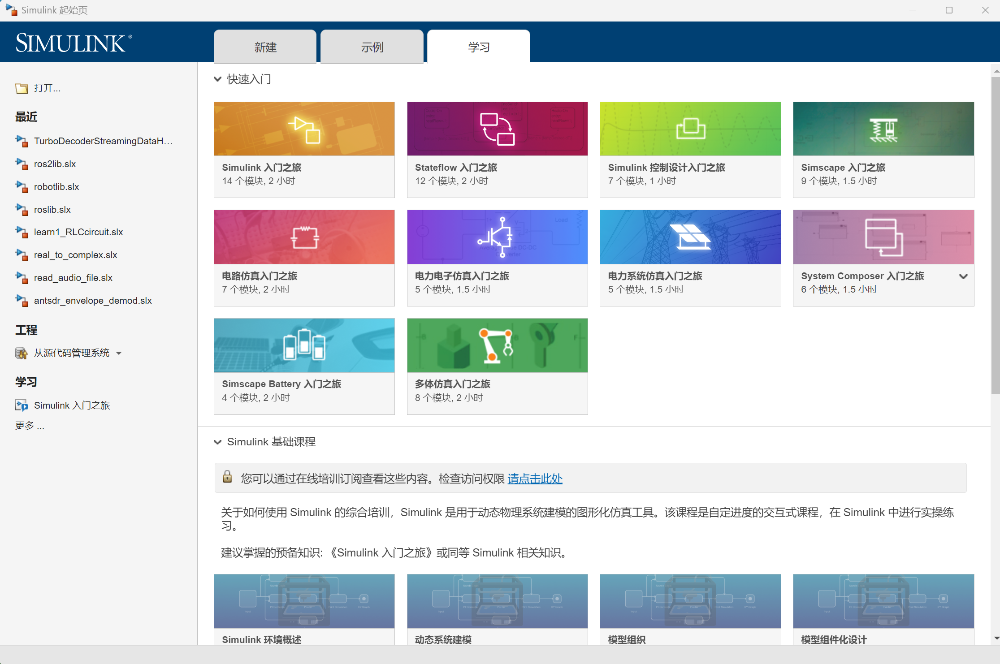 Simulink 起始页
SIMULINK®
新建
示例
学习
打开...
最近
TurboDecoderStreamingDataH...
ros2lib.slx
robotlib.slx
roslib.slx
learn1_RLCcircuit.slx
real_to_complex.slx
read_audio_file.slx
antsdr_envelope_demod.slx
工程
从源代码管理系统
学习
Simulink 入门之旅
更多 ...
快速入门
Simulink 入门之旅
14 个模块, 2 小时
Stateflow 入门之旅
12 个模块, 2 小时
Simulink 控制设计入门之旅
7 个模块, 1 小时
Simscape 入门之旅
9 个模块, 1.5 小时
Load
电路仿真入门之旅
7 个模块, 2 小时
电力电子仿真入门之旅
5 个模块, 1.5 小时
电力系统仿真入门之旅
5 个模块, 1.5 小时
System Composer 入门之旅
6 个模块, 1.5 小时
Simscape Battery 入门之旅
4 个模块, 2 小时
多体仿真入门之旅
8 个模块, 2 小时
Simulink 基础课程
您可以通过在线培训订阅查看这些内容。检查访问权限 请点击此处
关于如何使用 Simulink 的综合培训，Simulink 是用于动态物理系统建模的图形化仿真工具。该课程是自定进度的交互式课程，在 Simulink 中进行实操练
习。
建议掌握的预备知识: 《Simulink 入门之旅》或同等 Simulink 相关知识。
Simulink 环境概述
动态系统建模
模型组织
模型组件化设计